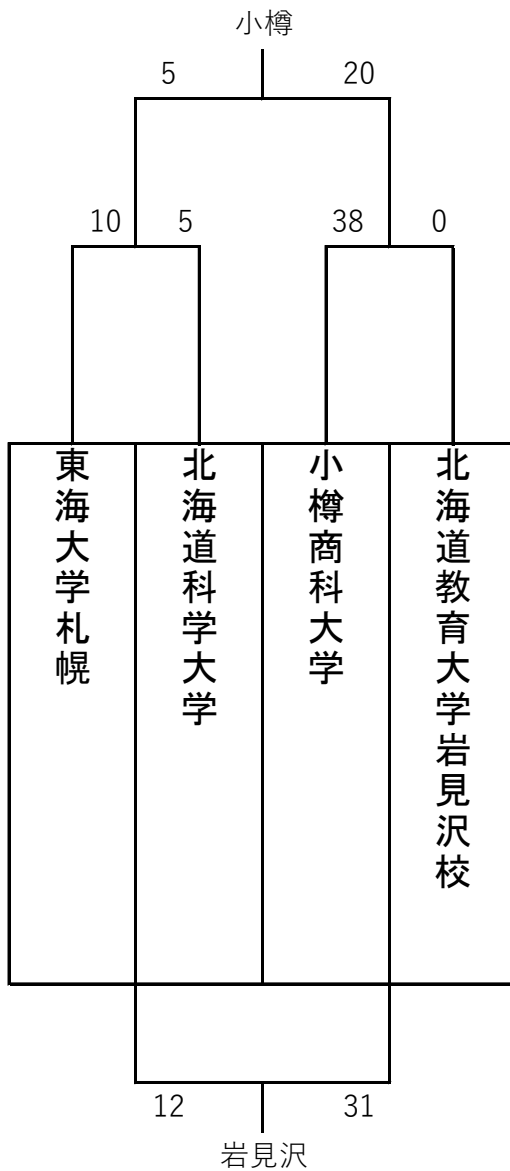 小樽
5 20
10 5 38 0
東海大学札幌
北海道科学大学
小樽商科大学
北海道教育大学岩見沢校
12 31
岩見沢